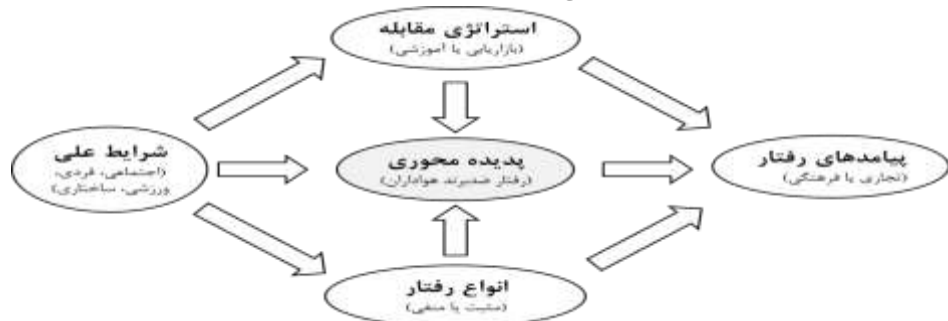 استراتژی مقابله
(بازاریابی یا آموزشی)
شرایط علی
(اجتماعی، فردی،
ورزشی، ساختاری)
پدیده محوری
(رفتار ضدبرند هواداران)
پیامدهای رفتار
(تجاری یا فرهنگی)
انواع رفتار
(مثبت یا منفی)